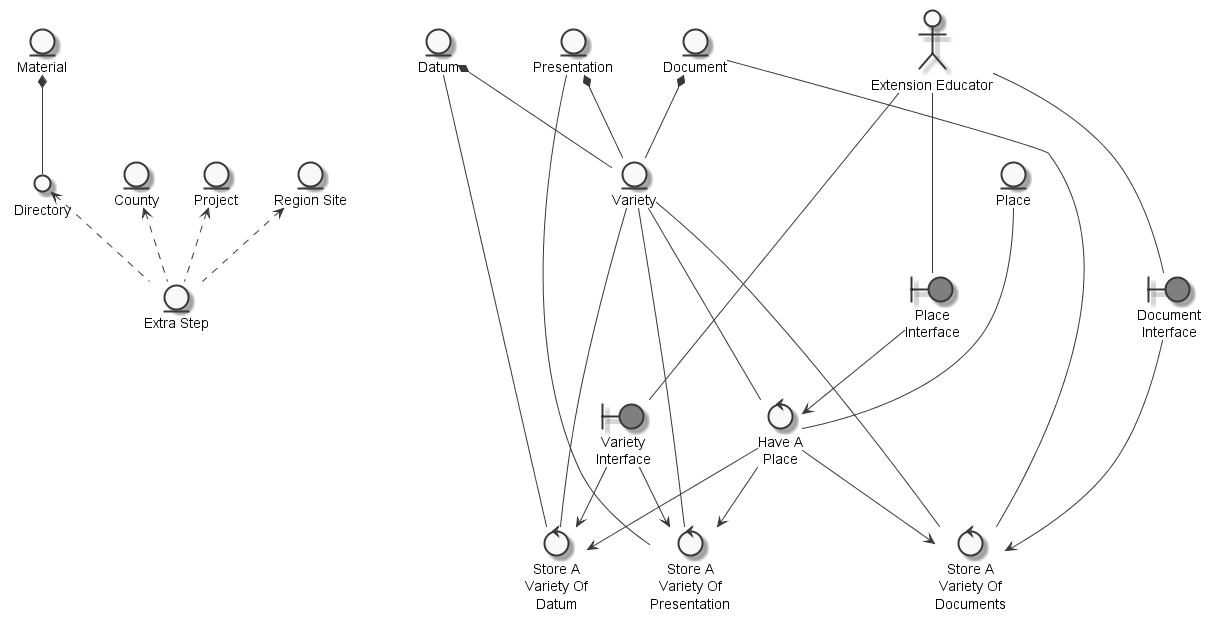 Material
Datum
Presentation
Document
Extension Educator
Directory
County
Project
Region Site
Variety
Place
Extra Step
Place
Interface
Document
Interface
Variety
Interface
Have A
Place
Store A
Variety Of
Datum
Store A
Variety Of
Presentation
Store A
Variety Of
Documents